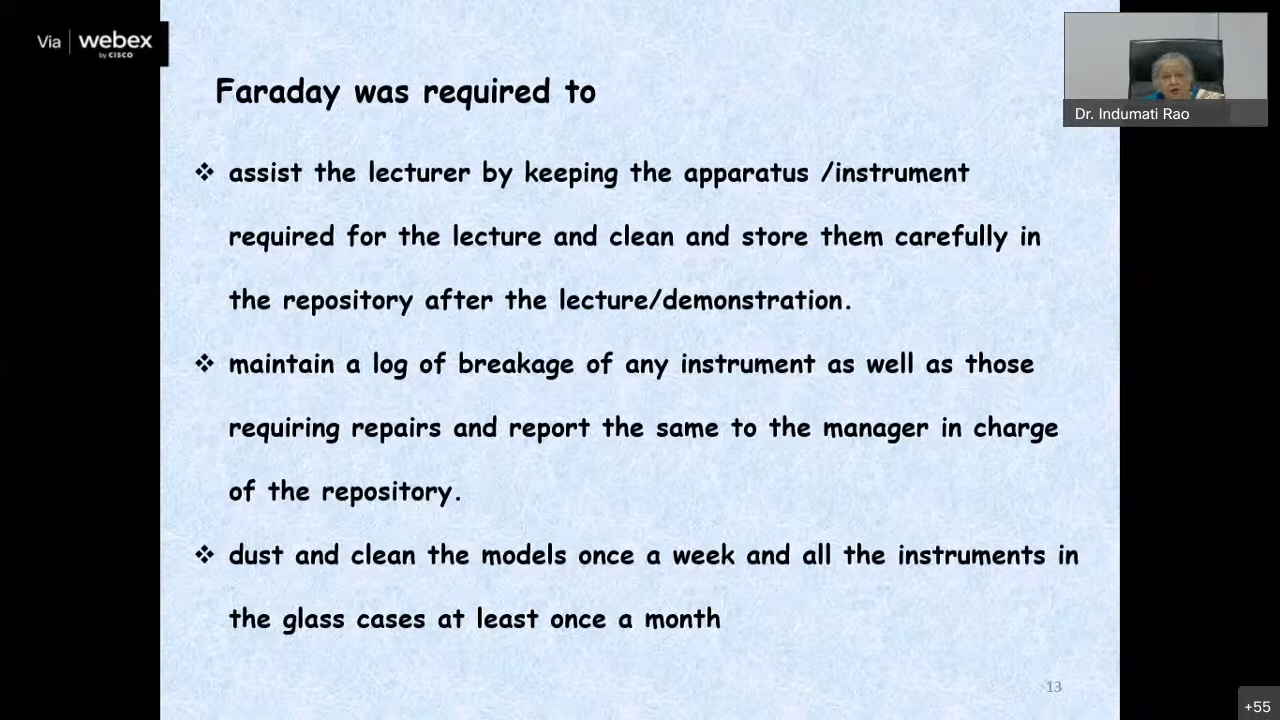 Via webex
by CISCO
Dr. Indumati Rao
Faraday was required to
❖ assist the lecturer by keeping the apparatus /instrument
required for the lecture and clean and store them carefully in
the repository after the lecture/demonstration.
❖ maintain a log of breakage of any instrument as well as those
requiring repairs and report the same to the manager in charge
of the repository.
❖ dust and clean the models once a week and all the instruments in
the glass cases at least once a month
13
+55